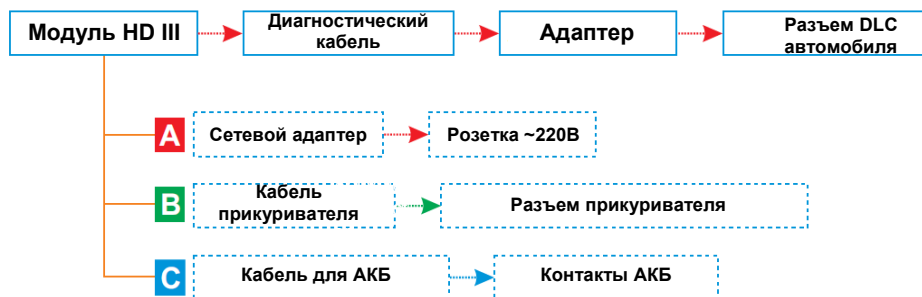 Модуль HD III
Диагностический
кабель
Адаптер
Разъем DLC
автомобиля
A
Сетевой адаптер
Розетка ~220В
B
Кабель
прикуривателя
Разъем прикуривателя
C
Кабель для АКБ
Контакты АКБ